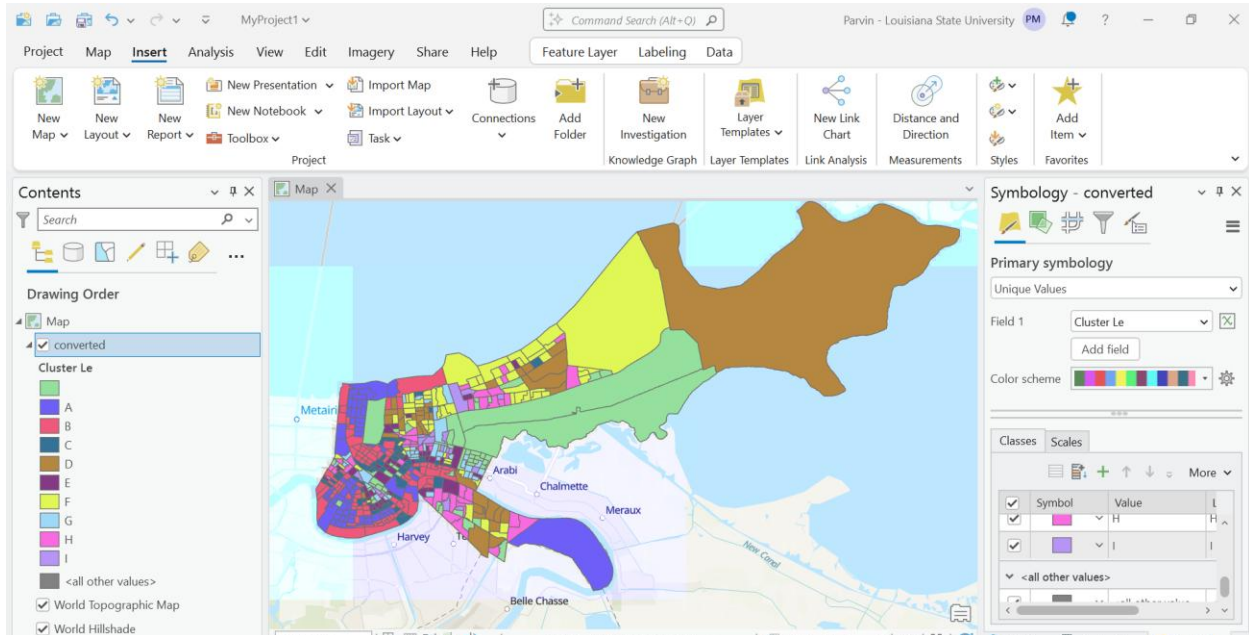 MyProject1
Command Search (Alt+Q)
Parvin - Louisiana State University
PM
?
Project
Map
Insert
Analysis
View
Edit
Imagery
Share
Help
Feature Layer
Labeling
Data
New Map
New Layout
New Report
New Presentation
New Notebook
Toolbox
Import Map
Import Layout
Task
Connections
Add Folder
New Investigation
Layer Templates
New Link Chart
Distance and Direction
Add Item
Project
Knowledge Graph
Layer Templates
Link Analysis
Measurements
Styles
Favorites
Contents
Search
Drawing Order
Map
converted
Cluster Le
A
B
C
D
E
F
G
H
I
<all other values>
World Topographic Map
World Hillshade
Map
Metairi
Arabi
Chalmette
Meraux
Harvey
New Canal
Belle Chasse
Symbology - converted
Primary symbology
Unique Values
Field 1
Cluster Le
Add field
Color scheme
Classes
Scales
More
Symbol
Value
L
H
H
I
I
<all other values>